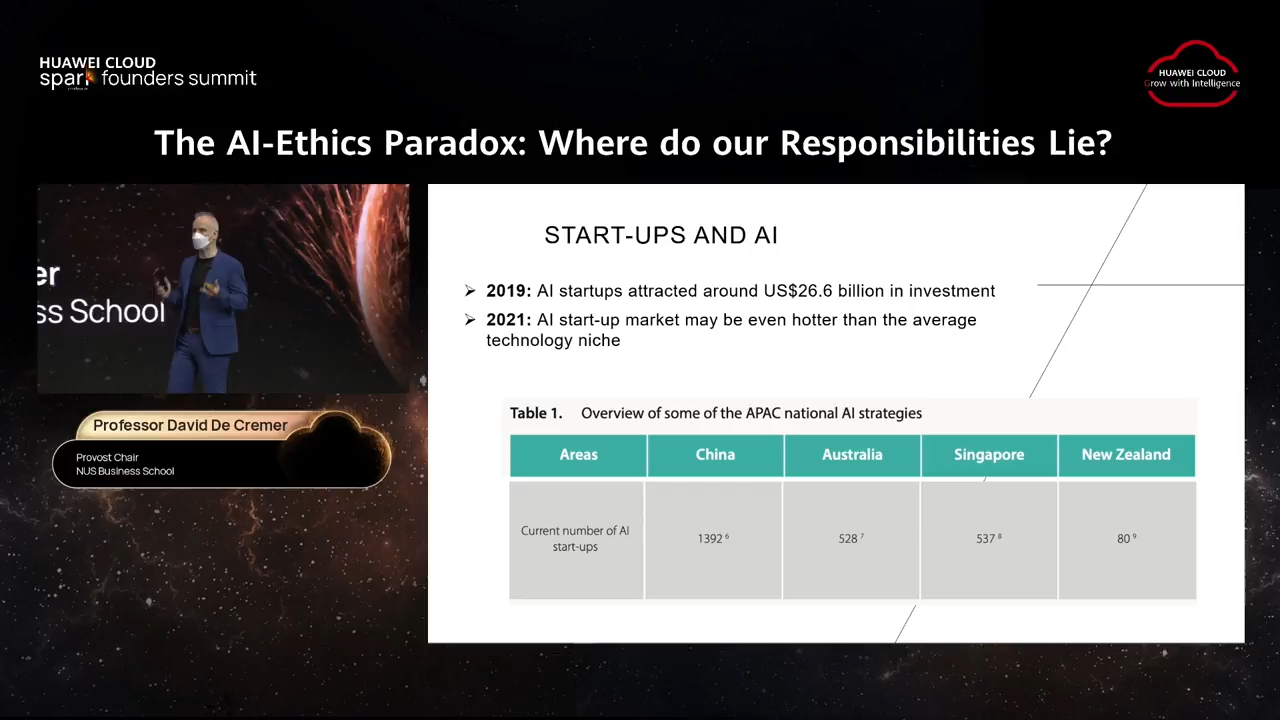 HUAWEI CLOUD
spark founders summit
HUAWEI CLOUD
Grow with Intelligence
The AI-Ethics Paradox: Where do our Responsibilities Lie?
er
ss School
Professor David De Cremer
Provost Chair
NUS Business School
START-UPS AND AI
➢ 2019: AI startups attracted around US$26.6 billion in investment
➢ 2021: AI start-up market may be even hotter than the average
technology niche
Table 1. Overview of some of the APAC national AI strategies
Areas China Australia Singapore New Zealand
Current number of AI
start-ups
1392 ⁶ 528 ⁷ 537 ⁸ 80 ⁹